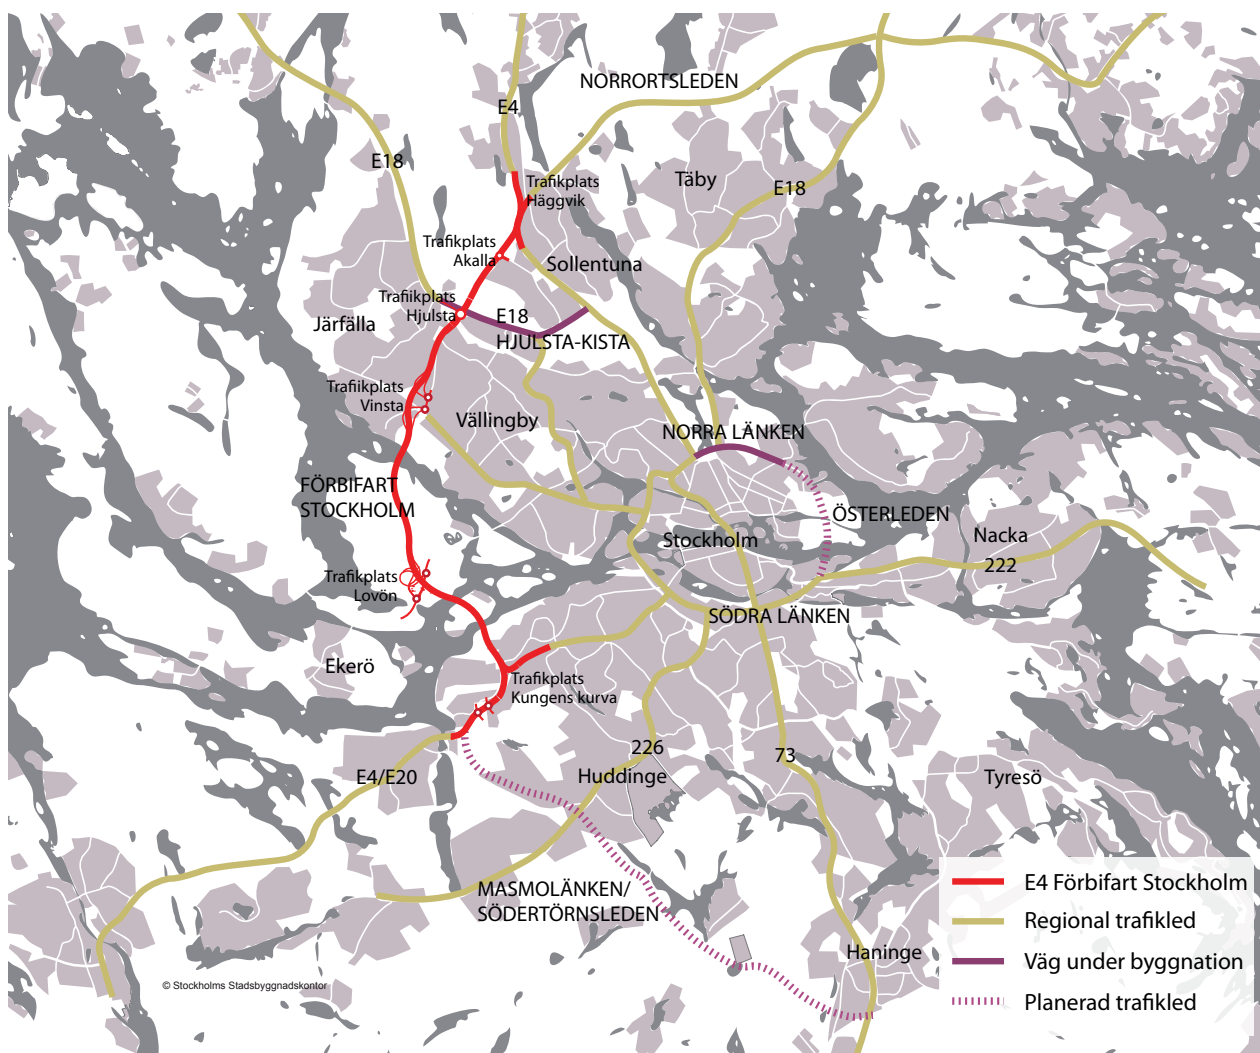 NORRORTSLEDEN
E4
E18
Trafikplats
Häggvik
Täby
E18
Trafikplats
Akalla
Sollentuna
Trafiikplats
Hjulsta
E18
Järfälla
HJULSTA-KISTA
Trafiikplats
Vinsta
Vällingby
NORRA LÄNKEN
FÖRBIFART
STOCKHOLM
ÖSTERLEDEN
Stockholm
Nacka
222
Trafikplats
Lovön
SÖDRA LÄNKEN
Ekerö
Trafikplats
Kungens kurva
226
73
E4/E20
Huddinge
Tyresö
MASMOLÄNKEN/
SÖDERTÖRNSLEDEN
Haninge
© Stockholms Stadsbyggnadskontor
E4 Förbifart Stockholm
Regional trafikled
Väg under byggnation
Planerad trafikled